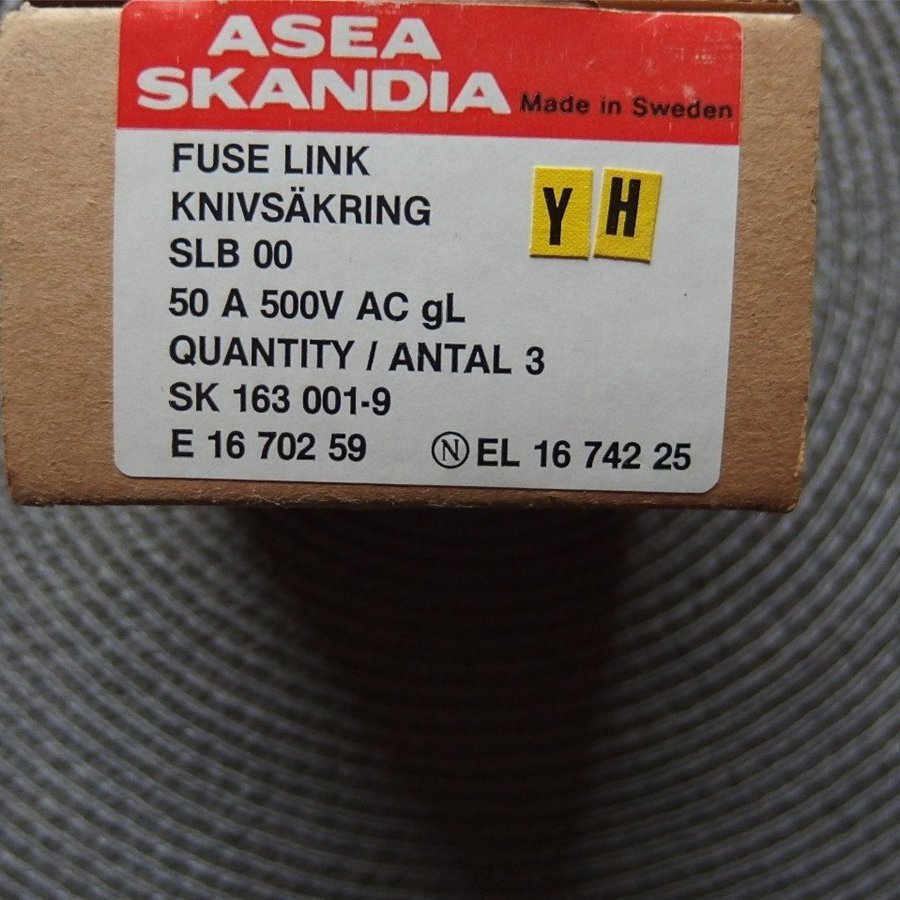 ASEA
SKANDIA Made in Sweden
FUSE LINK
KNIVSÄKRING
Y H
SLB 00
50 A 500V AC gL
QUANTITY / ANTAL 3
SK 163 001-9
E 16 702 59 Ⓝ EL 16 742 25